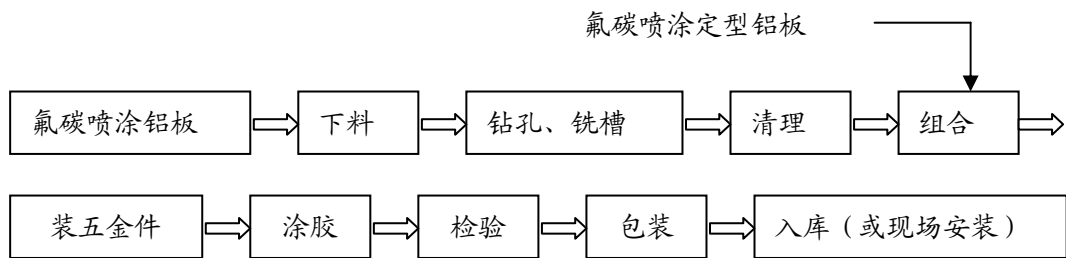 氟碳喷涂定型铝板
氟碳喷涂铝板 下料 钻孔、铣槽 清理 组合
装五金件 涂胶 检验 包装 入库（或现场安装）